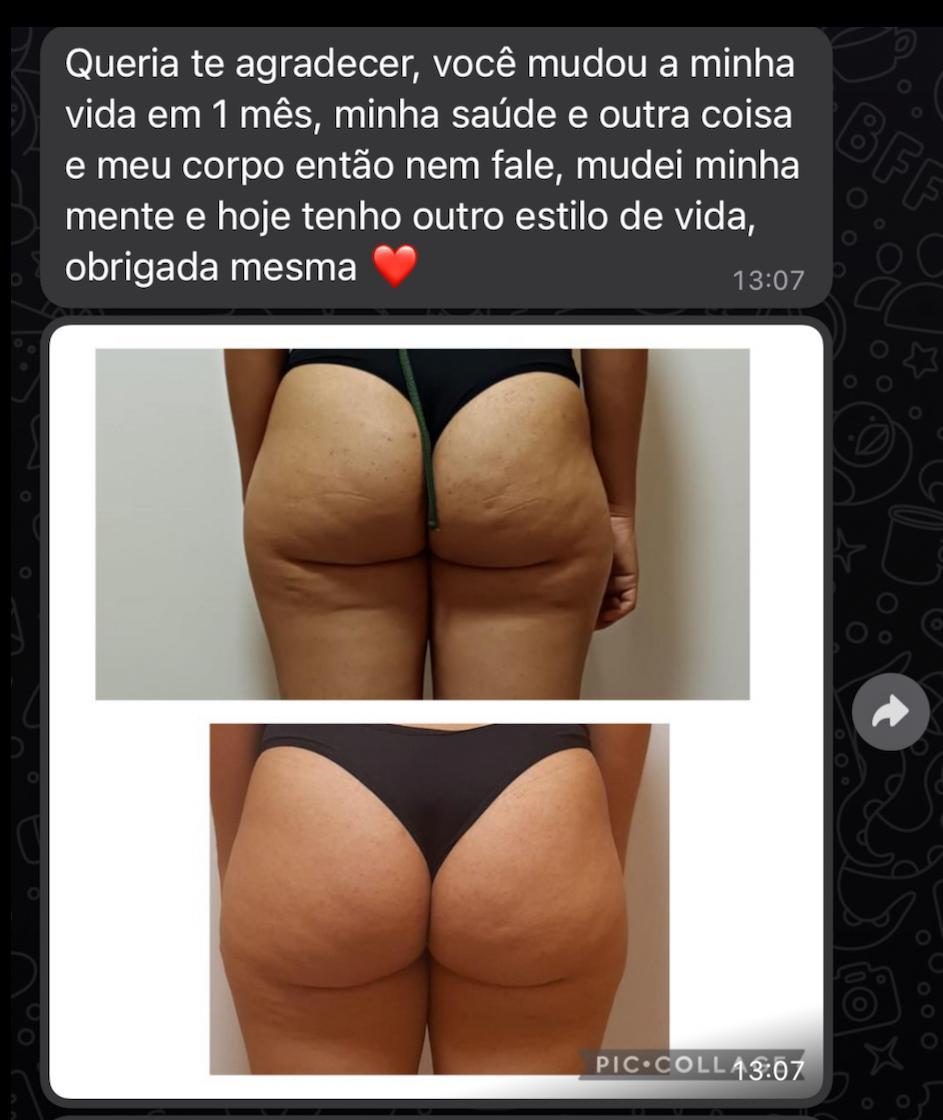 Queria te agradecer, você mudou a minha
vida em 1 mês, minha saúde e outra coisa
e meu corpo então nem fale, mudei minha
mente e hoje tenho outro estilo de vida,
obrigada mesma ❤️
13:07
PIC•COLLAGE
13:07